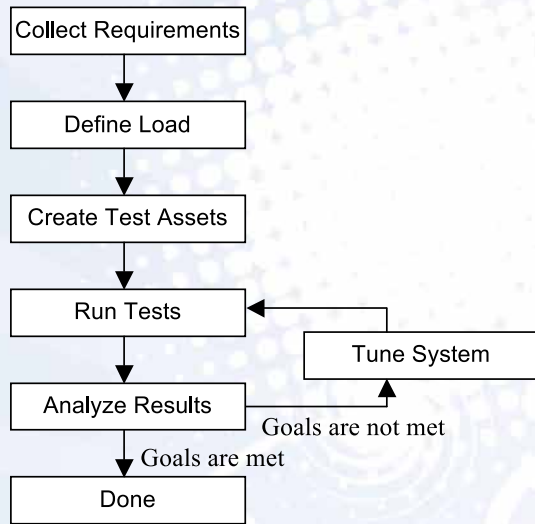 Collect Requirements
Define Load
Create Test Assets
Run Tests
Tune System
Analyze Results
Goals are not met
Goals are met
Done